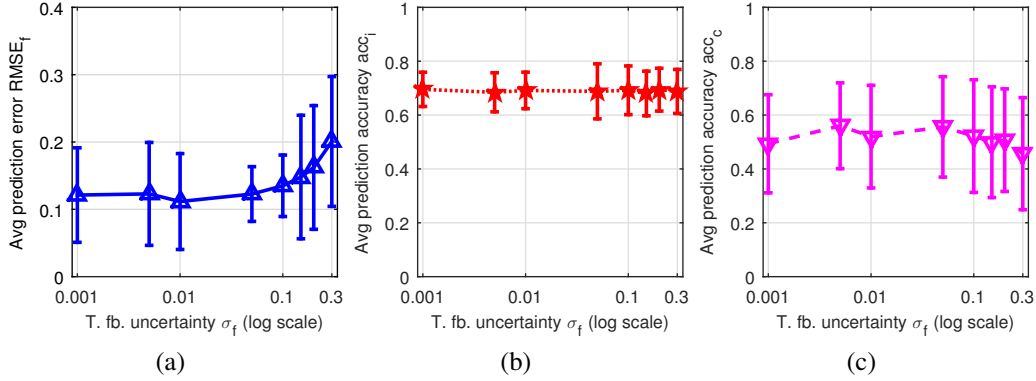 Avg prediction error RMSE_f
0.4
0.3
0.2
0.1
0
0.001 0.01 0.1 0.3
T. fb. uncertainty σ_f (log scale)
(a)
Avg prediction accuracy acc_i
1
0.8
0.6
0.4
0.2
0
0.001 0.01 0.1 0.3
T. fb. uncertainty σ_f (log scale)
(b)
Avg prediction accuracy acc_c
1
0.8
0.6
0.4
0.2
0
0.001 0.01 0.1 0.3
T. fb. uncertainty σ_f (log scale)
(c)